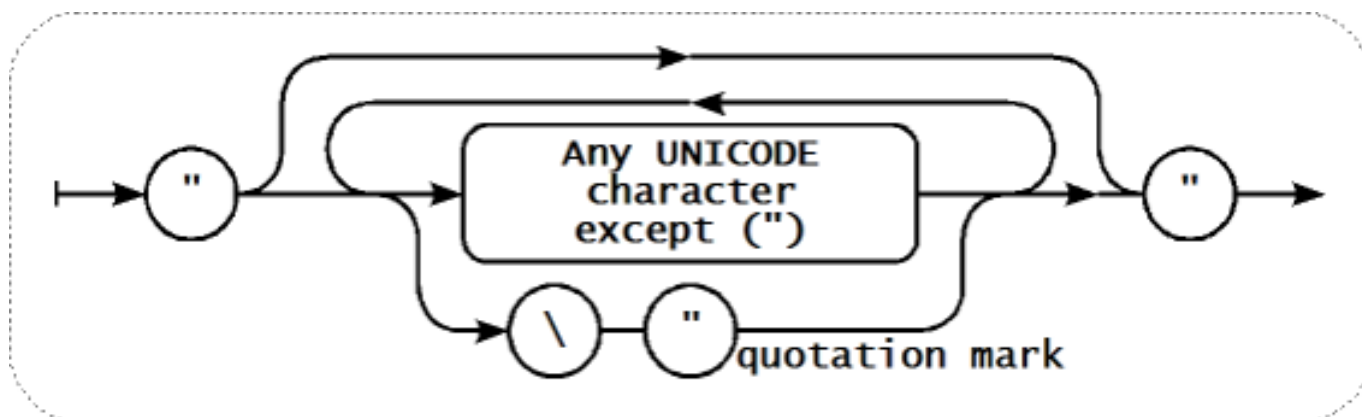 "
Any UNICODE
character
except (")
"
\
"
quotation mark